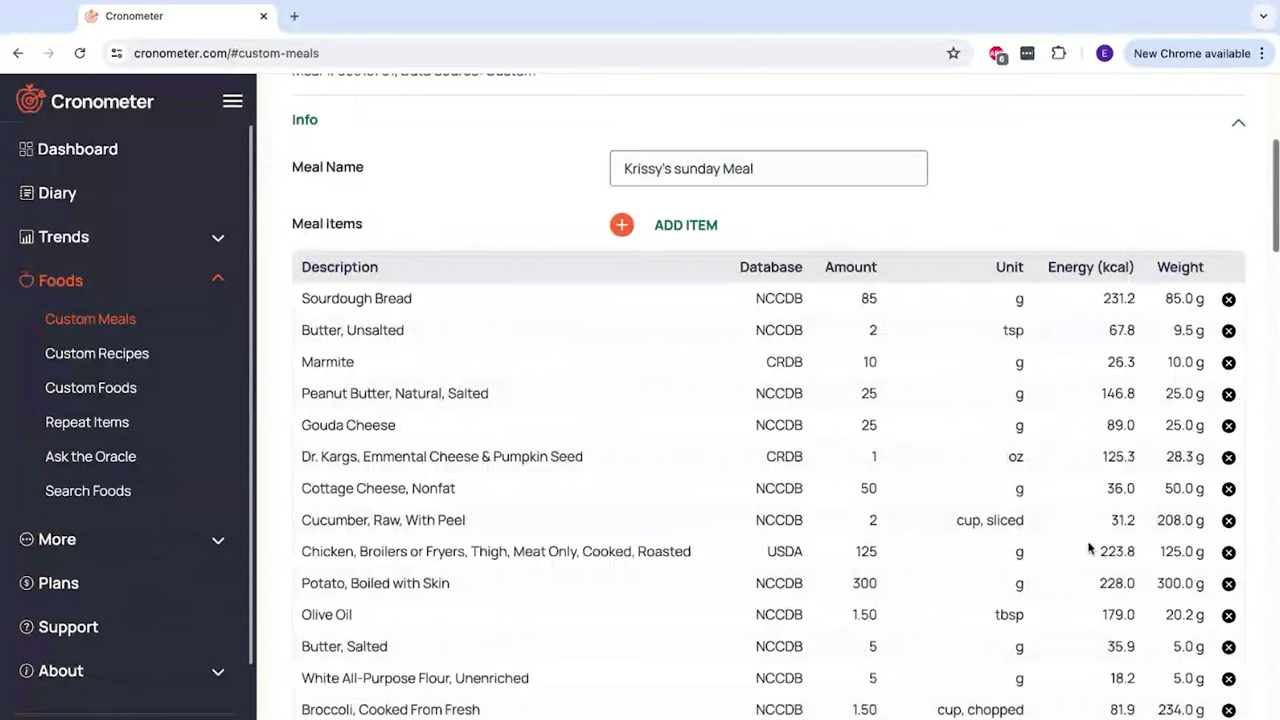 Cronometer
cronometer.com/#custom-meals
6
E
New Chrome available
Cronometer
Dashboard
Diary
Trends
Foods
Custom Meals
Custom Recipes
Custom Foods
Repeat Items
Ask the Oracle
Search Foods
More
Plans
Support
About
Info
Meal Name Krissy's sunday Meal
Meal Items ADD ITEM
Description Database Amount Unit Energy (kcal) Weight
Sourdough Bread NCCDB 85 g 231.2 85.0 g
Butter, Unsalted NCCDB 2 tsp 67.8 9.5 g
Marmite CRDB 10 g 26.3 10.0 g
Peanut Butter, Natural, Salted NCCDB 25 g 146.8 25.0 g
Gouda Cheese NCCDB 25 g 89.0 25.0 g
Dr. Kargs, Emmental Cheese & Pumpkin Seed CRDB 1 oz 125.3 28.3 g
Cottage Cheese, Nonfat NCCDB 50 g 36.0 50.0 g
Cucumber, Raw, With Peel NCCDB 2 cup, sliced 31.2 208.0 g
Chicken, Broilers or Fryers, Thigh, Meat Only, Cooked, Roasted USDA 125 g 223.8 125.0 g
Potato, Boiled with Skin NCCDB 300 g 228.0 300.0 g
Olive Oil NCCDB 1.50 tbsp 179.0 20.2 g
Butter, Salted NCCDB 5 g 35.9 5.0 g
White All-Purpose Flour, Unenriched NCCDB 5 g 18.2 5.0 g
Broccoli, Cooked From Fresh NCCDB 1.50 cup, chopped 81.9 234.0 g